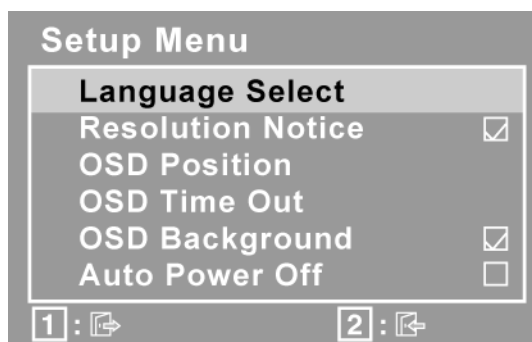 Setup Menu
Language Select
Resolution Notice
OSD Position
OSD Time Out
OSD Background
Auto Power Off
1 : 2 :